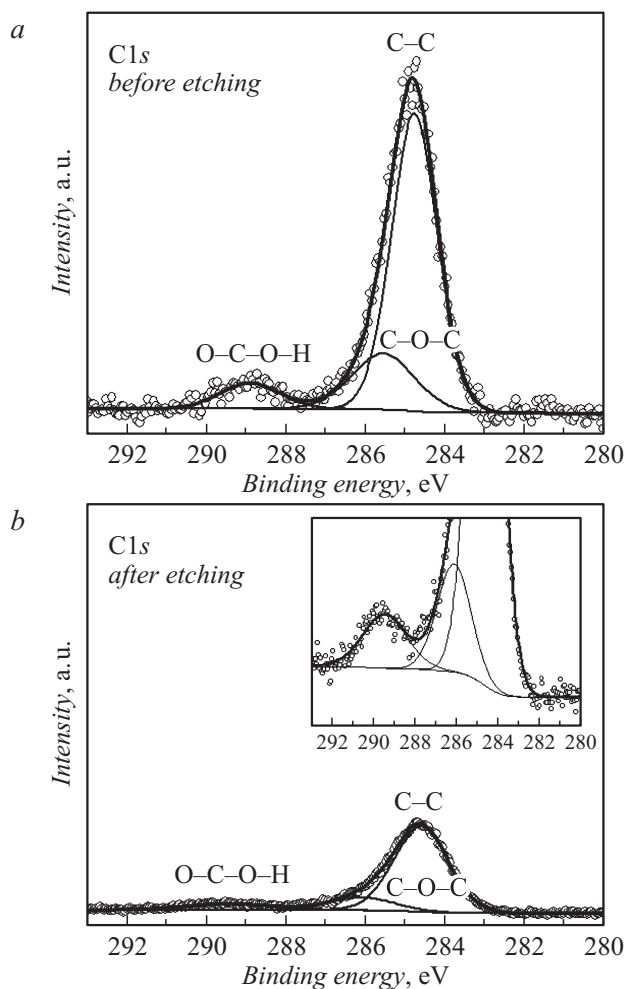 a
C1s
before etching
C–C
O–C–O–H
C–O–C
Intensity, a.u.
292 290 288 286 284 282 280
Binding energy, eV
b
C1s
after etching
292 290 288 286 284 282 280
C–C
O–C–O–H
C–O–C
Intensity, a.u.
292 290 288 286 284 282 280
Binding energy, eV